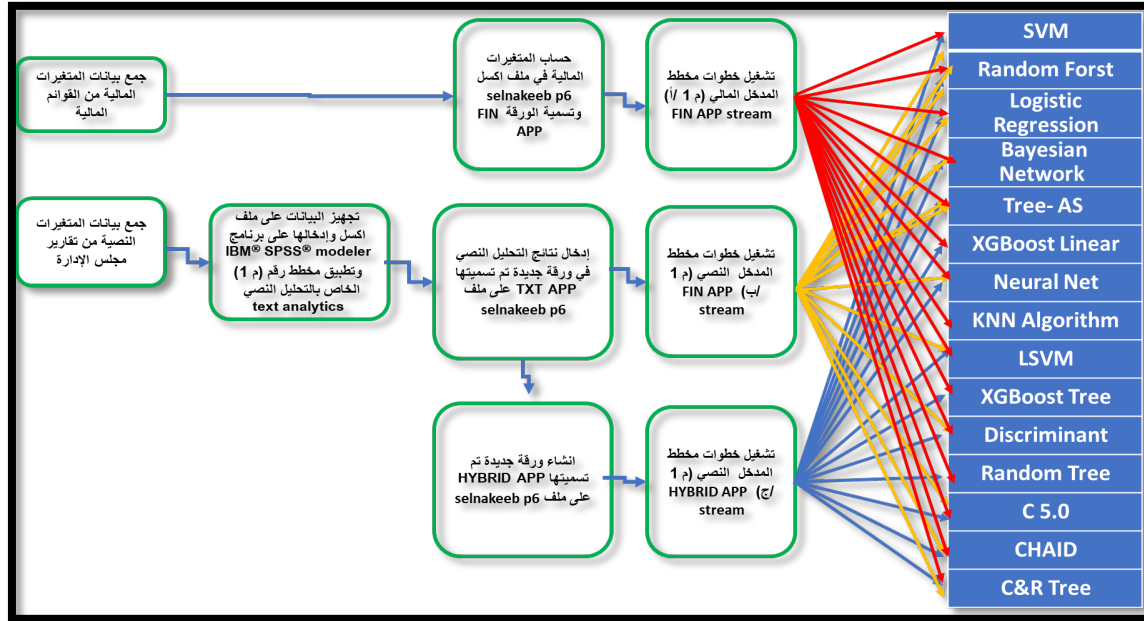 جمع بيانات المتغيرات
المالية من القوائم
المالية
حساب المتغيرات
المالية في ملف اكسل
selnakeeb p6
وتسمية الورقة FIN
APP
تشغيل خطوات مخطط
المدخل المالي (م 1 /أ)
FIN APP stream
جمع بيانات المتغيرات
النصية من تقارير
مجلس الإدارة
تجهيز البيانات على ملف
اكسل وإدخالها على برنامج
IBM® SPSS® modeler
وتطبيق مخطط رقم (م 1)
الخاص بالتحليل النصي
text analytics
إدخال نتائج التحليل النصي
في ورقة جديدة تم تسميتها
TXT APP على ملف
selnakeeb p6
تشغيل خطوات مخطط
المدخل النصي (م 1
/ب) FIN APP
stream
انشاء ورقة جديدة تم
تسميتها HYBRID APP
على ملف selnakeeb p6
تشغيل خطوات مخطط
المدخل النصي (م 1
/ج) HYBRID APP
stream
SVM
Random Forst
Logistic
Regression
Bayesian
Network
Tree- AS
XGBoost Linear
Neural Net
KNN Algorithm
LSVM
XGBoost Tree
Discriminant
Random Tree
C 5.0
CHAID
C&R Tree